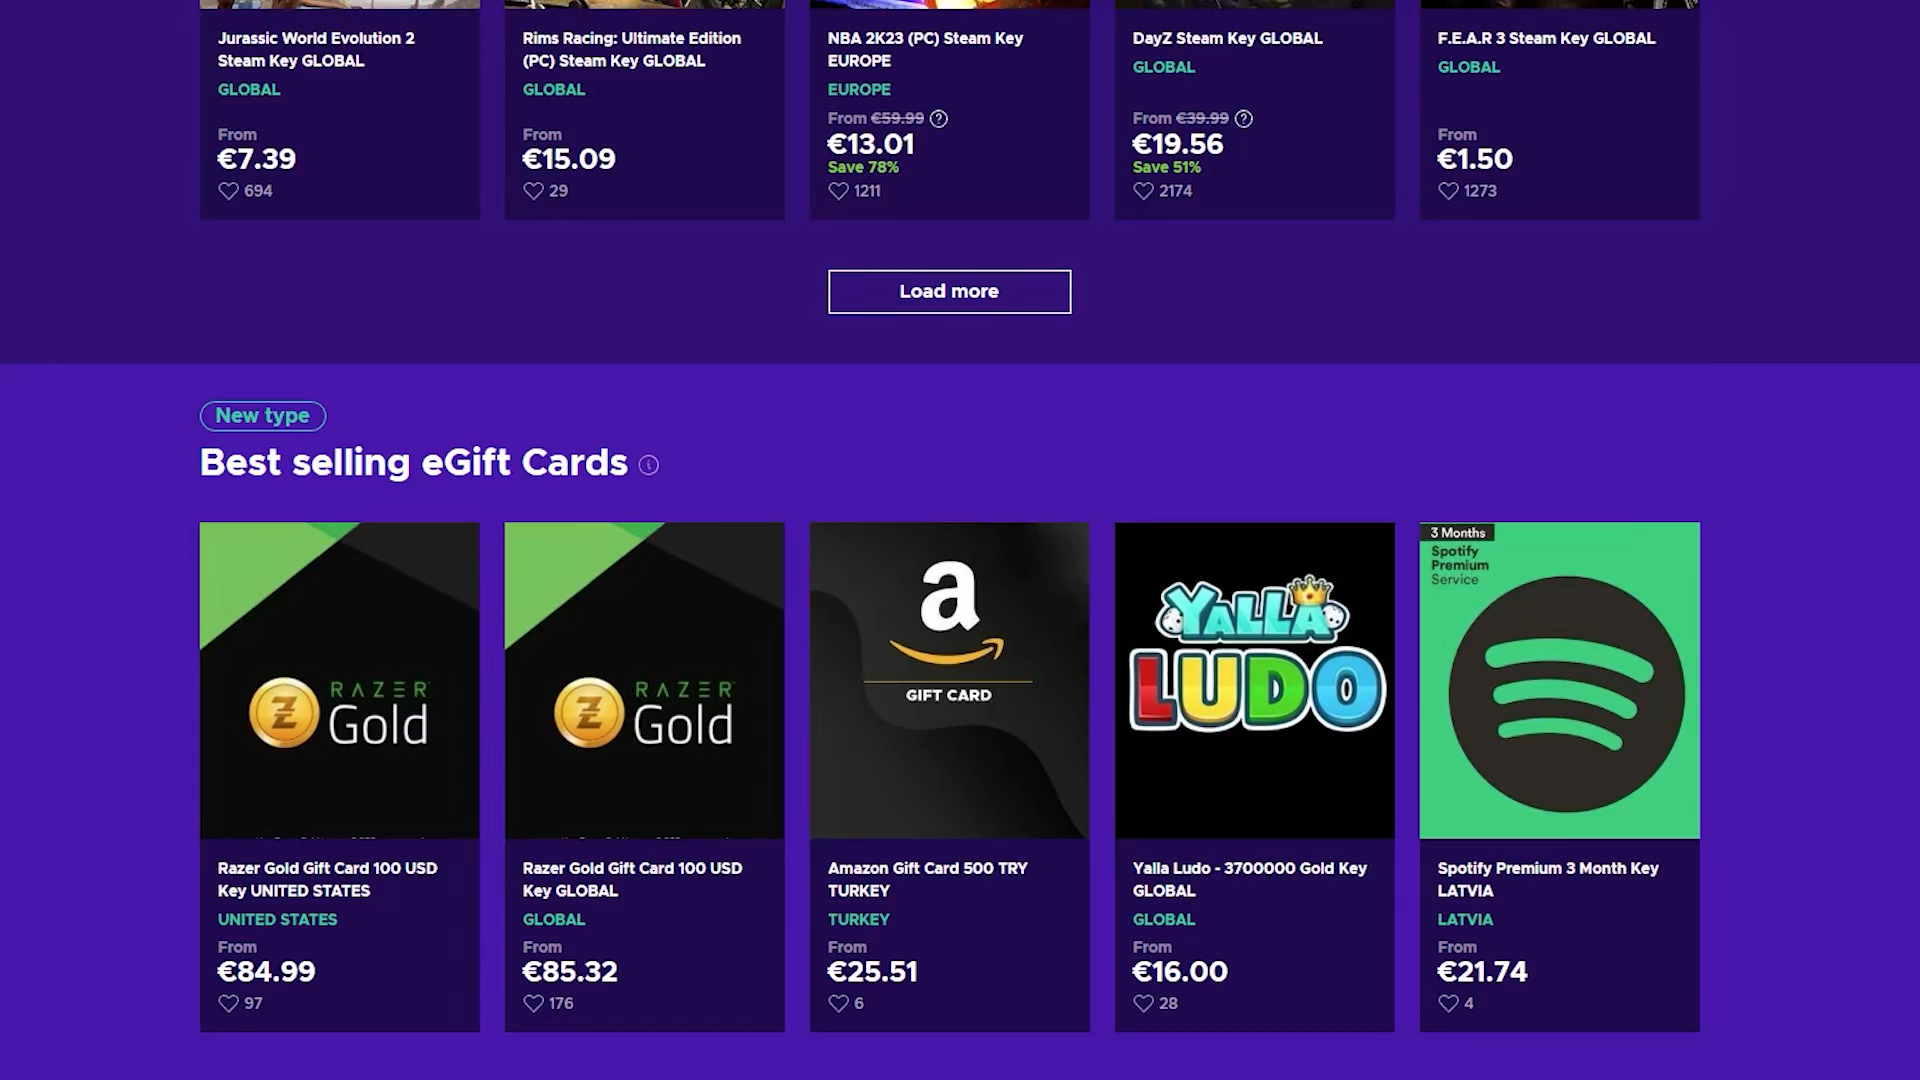 Jurassic World Evolution 2
Steam Key GLOBAL
GLOBAL
From
€7.39
694
Rims Racing: Ultimate Edition
(PC) Steam Key GLOBAL
GLOBAL
From
€15.09
29
NBA 2K23 (PC) Steam Key
EUROPE
EUROPE
From €59.99 ?
€13.01
Save 78%
1211
DayZ Steam Key GLOBAL
GLOBAL
From €39.99 ?
€19.56
Save 51%
2174
F.E.A.R 3 Steam Key GLOBAL
GLOBAL
From
€1.50
1273
Load more
New type
Best selling eGift Cards
RAZER
Gold
Razer Gold Gift Card 100 USD
Key UNITED STATES
UNITED STATES
From
€84.99
97
RAZER
Gold
Razer Gold Gift Card 100 USD
Key GLOBAL
GLOBAL
From
€85.32
176
a
GIFT CARD
Amazon Gift Card 500 TRY
TURKEY
TURKEY
From
€25.51
6
YALLA
LUDO
Yalla Ludo - 3700000 Gold Key
GLOBAL
GLOBAL
From
€16.00
28
3 Months
Spotify
Premium
Service
Spotify Premium 3 Month Key
LATVIA
LATVIA
From
€21.74
4